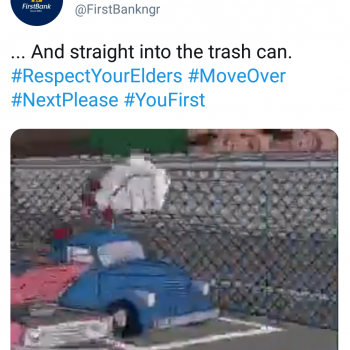 FirstBank
@FirstBankngr
... And straight into the trash can.
#RespectYourElders #MoveOver
#NextPlease #YouFirst